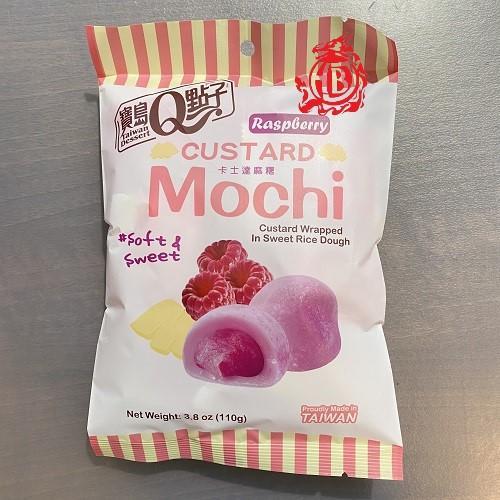 寶島
Q點子
Taiwan
Dessert
HB
Raspberry
CUSTARD
卡士達麻糬
Mochi
Custard Wrapped
In Sweet Rice Dough
#Soft &
Sweet
Net Weight: 3.8 oz (110g)
Proudly Made in
TAIWAN